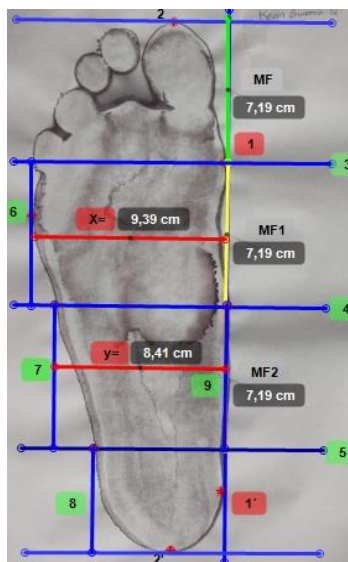 2
MF
7,19 cm
1
3
6
X=
9,39 cm
MF1
7,19 cm
4
y=
8,41 cm
MF2
7
9
7,19 cm
5
8
1´
2'